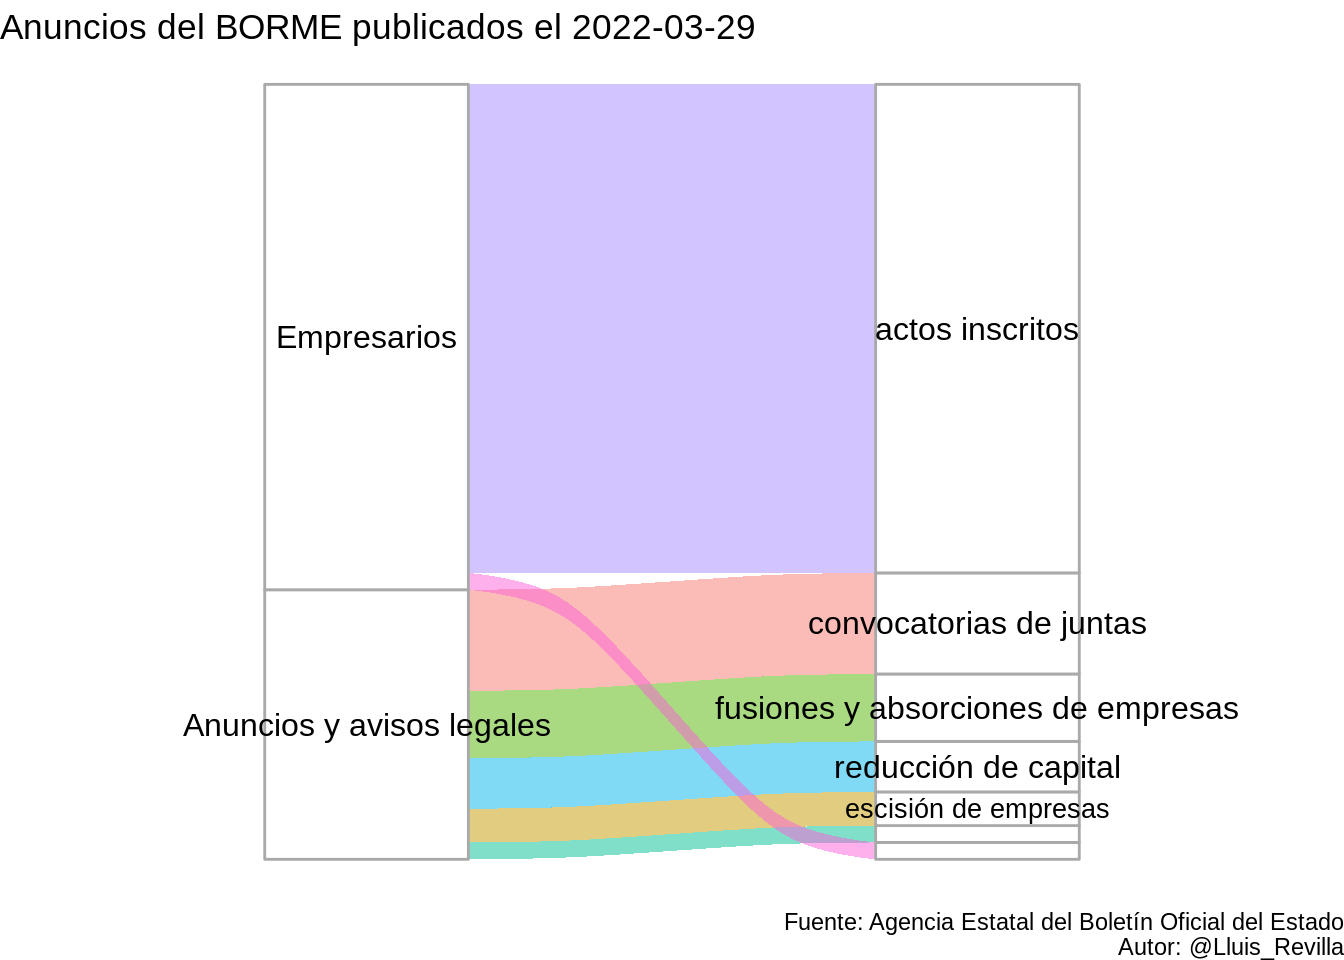 Anuncios del BORME publicados el 2022-03-29
Empresarios
actos inscritos
convocatorias de juntas
fusiones y absorciones de empresas
Anuncios y avisos legales
reducción de capital
escisión de empresas
Fuente: Agencia Estatal del Boletín Oficial del Estado
Autor: @Lluis_Revilla